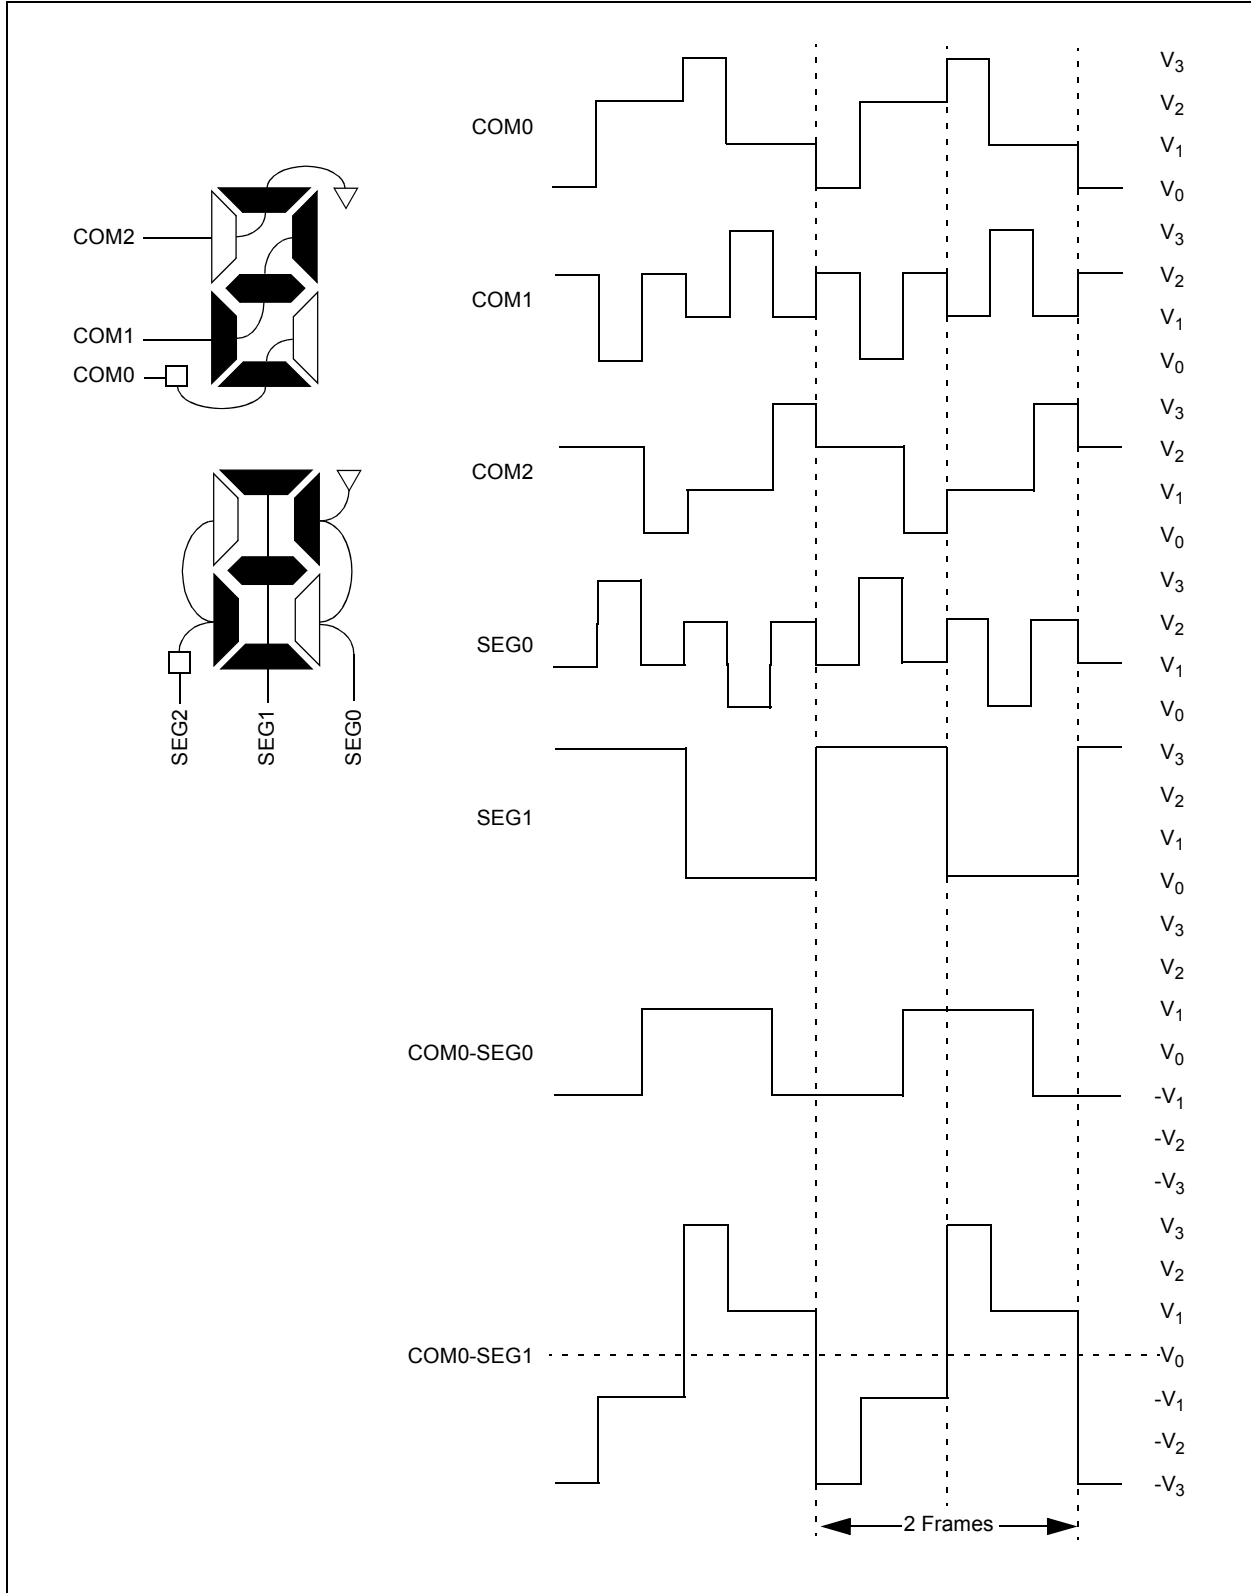 COM0
V3
V2
V1
V0
COM2
COM1
COM0
COM1
V3
V2
V1
V0
COM2
V3
V2
V1
V0
SEG2
SEG1
SEG0
SEG0
V3
V2
V1
V0
SEG1
V3
V2
V1
V0
COM0-SEG0
V3
V2
V1
V0
-V1
-V2
-V3
COM0-SEG1
V3
V2
V1
V0
-V1
-V2
-V3
2 Frames